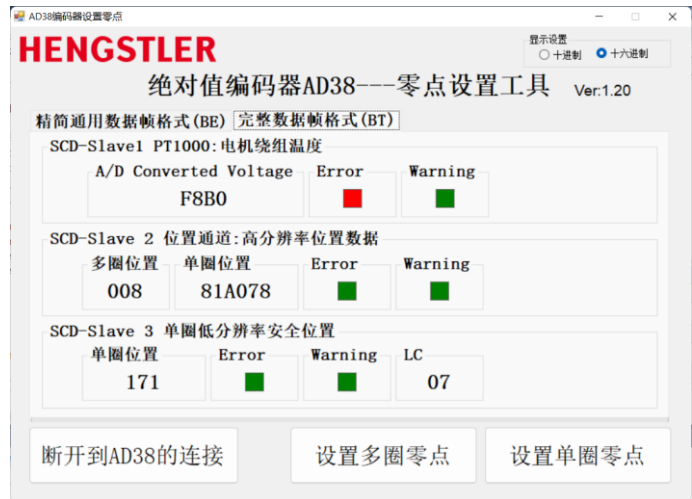 AD38编码器设置零点
HENGSTLER
显示设置
十进制 十六进制
绝对值编码器AD38---零点设置工具 Ver:1.20
精简通用数据帧格式(BE) 完整数据帧格式(BT)
SCD-Slave1 PT1000:电机绕组温度
A/D Converted Voltage Error Warning
F8B0
SCD-Slave 2 位置通道:高分辨率位置数据
多圈位置 单圈位置 Error Warning
008 81A078
SCD-Slave 3 单圈低分辨率安全位置
单圈位置 Error Warning LC
171 07
断开到AD38的连接 设置多圈零点 设置单圈零点